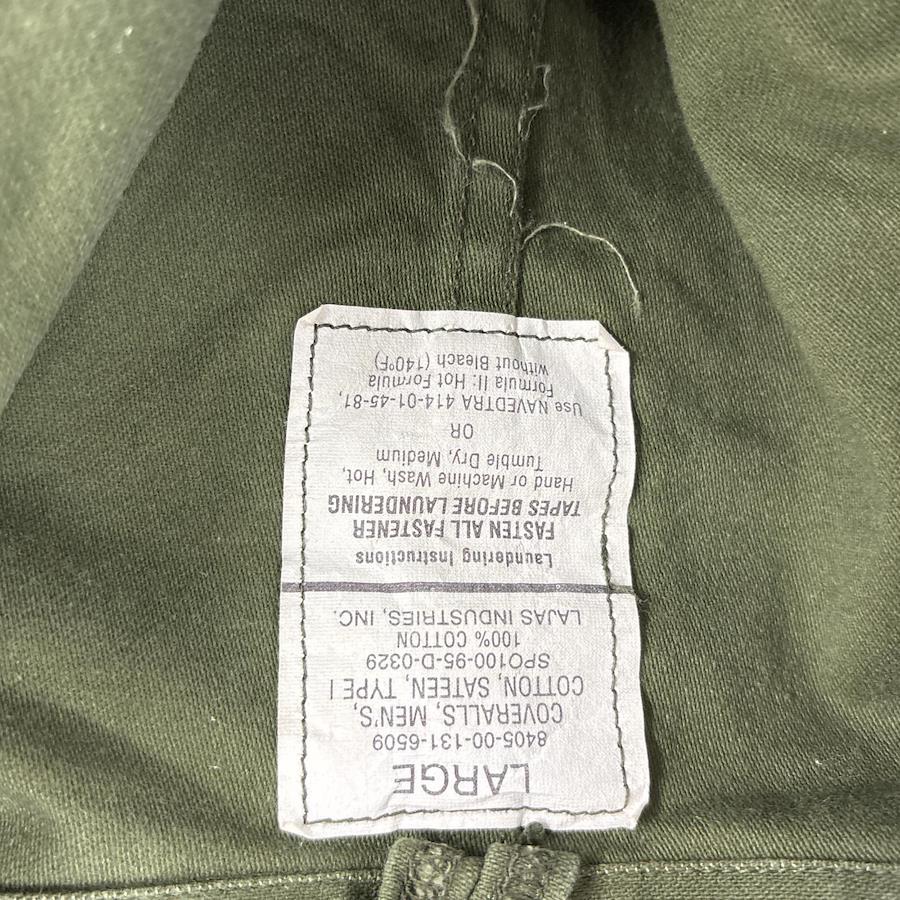 LARGE
8405-00-131-6509
COVERALLS, MEN'S,
COTTON, SATEEN, TYPE I
SPO100-95-D-0329
100% COTTON
LAJAS INDUSTRIES, INC.
Laundering Instructions
FASTEN ALL FASTENER
TAPES BEFORE LAUNDERING
Hand or Machine Wash, Hot,
Tumble Dry, Medium
OR
Use NAVEDTRA 414-01-45-81,
Formula II: Hot Formula
without Bleach (140°F)